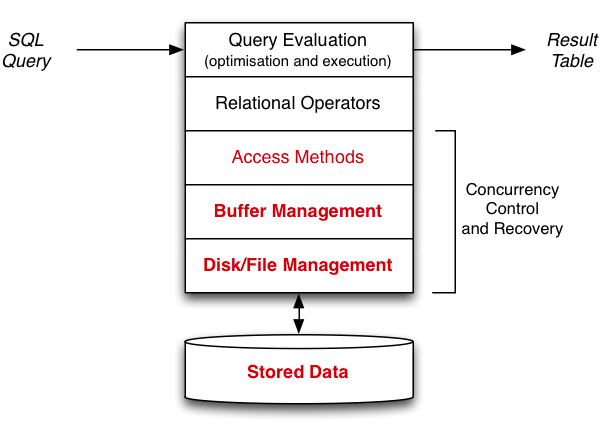 SQL
Query
Query Evaluation
(optimisation and execution)
Result
Table
Relational Operators
Access Methods
Buffer Management
Disk/File Management
Concurrency
Control
and Recovery
Stored Data